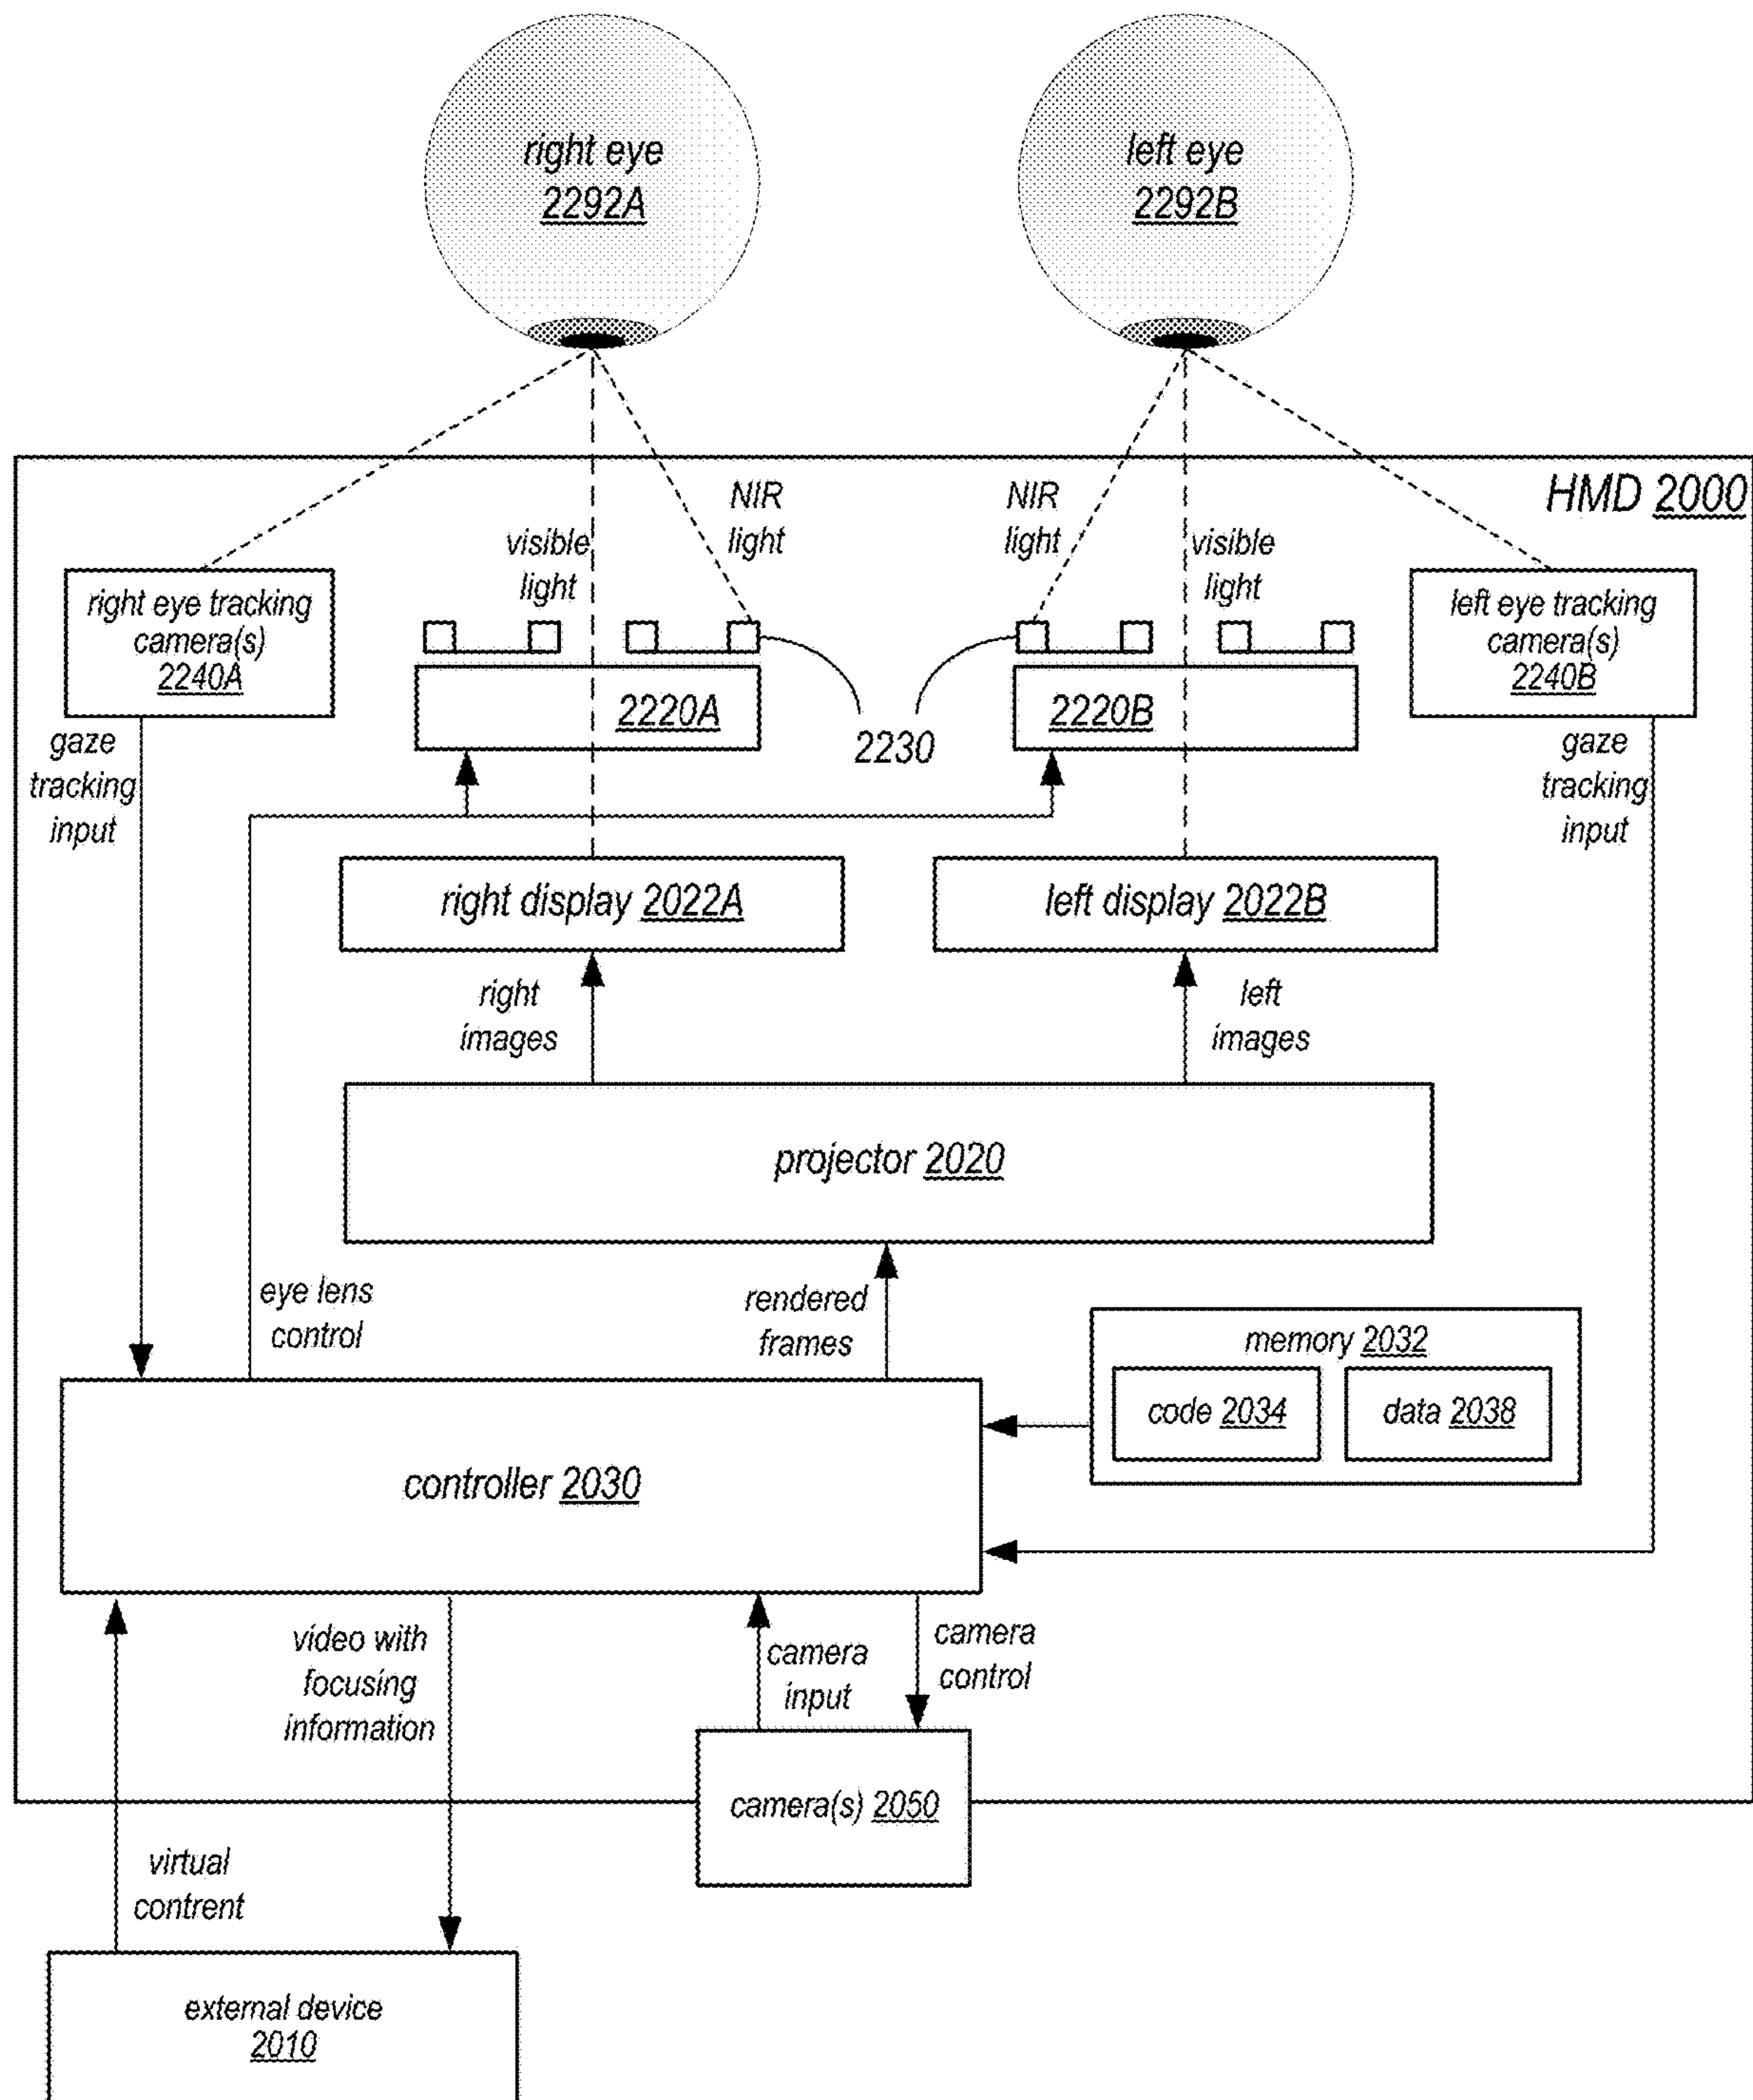 right eye
2292A
left eye
2292B
HMD 2000
NIR
light
visible
light
NIR
light
visible
light
right eye tracking
camera(s)
2240A
left eye tracking
camera(s)
2240B
2220A
2230
2220B
gaze
tracking
input
gaze
tracking
input
right display 2022A
left display 2022B
right
images
left
images
projector 2020
eye lens
control
rendered
frames
memory 2032
code 2034
data 2038
controller 2030
video with
focusing
information
camera
input
camera
control
camera(s) 2050
virtual
contrent
external device
2010